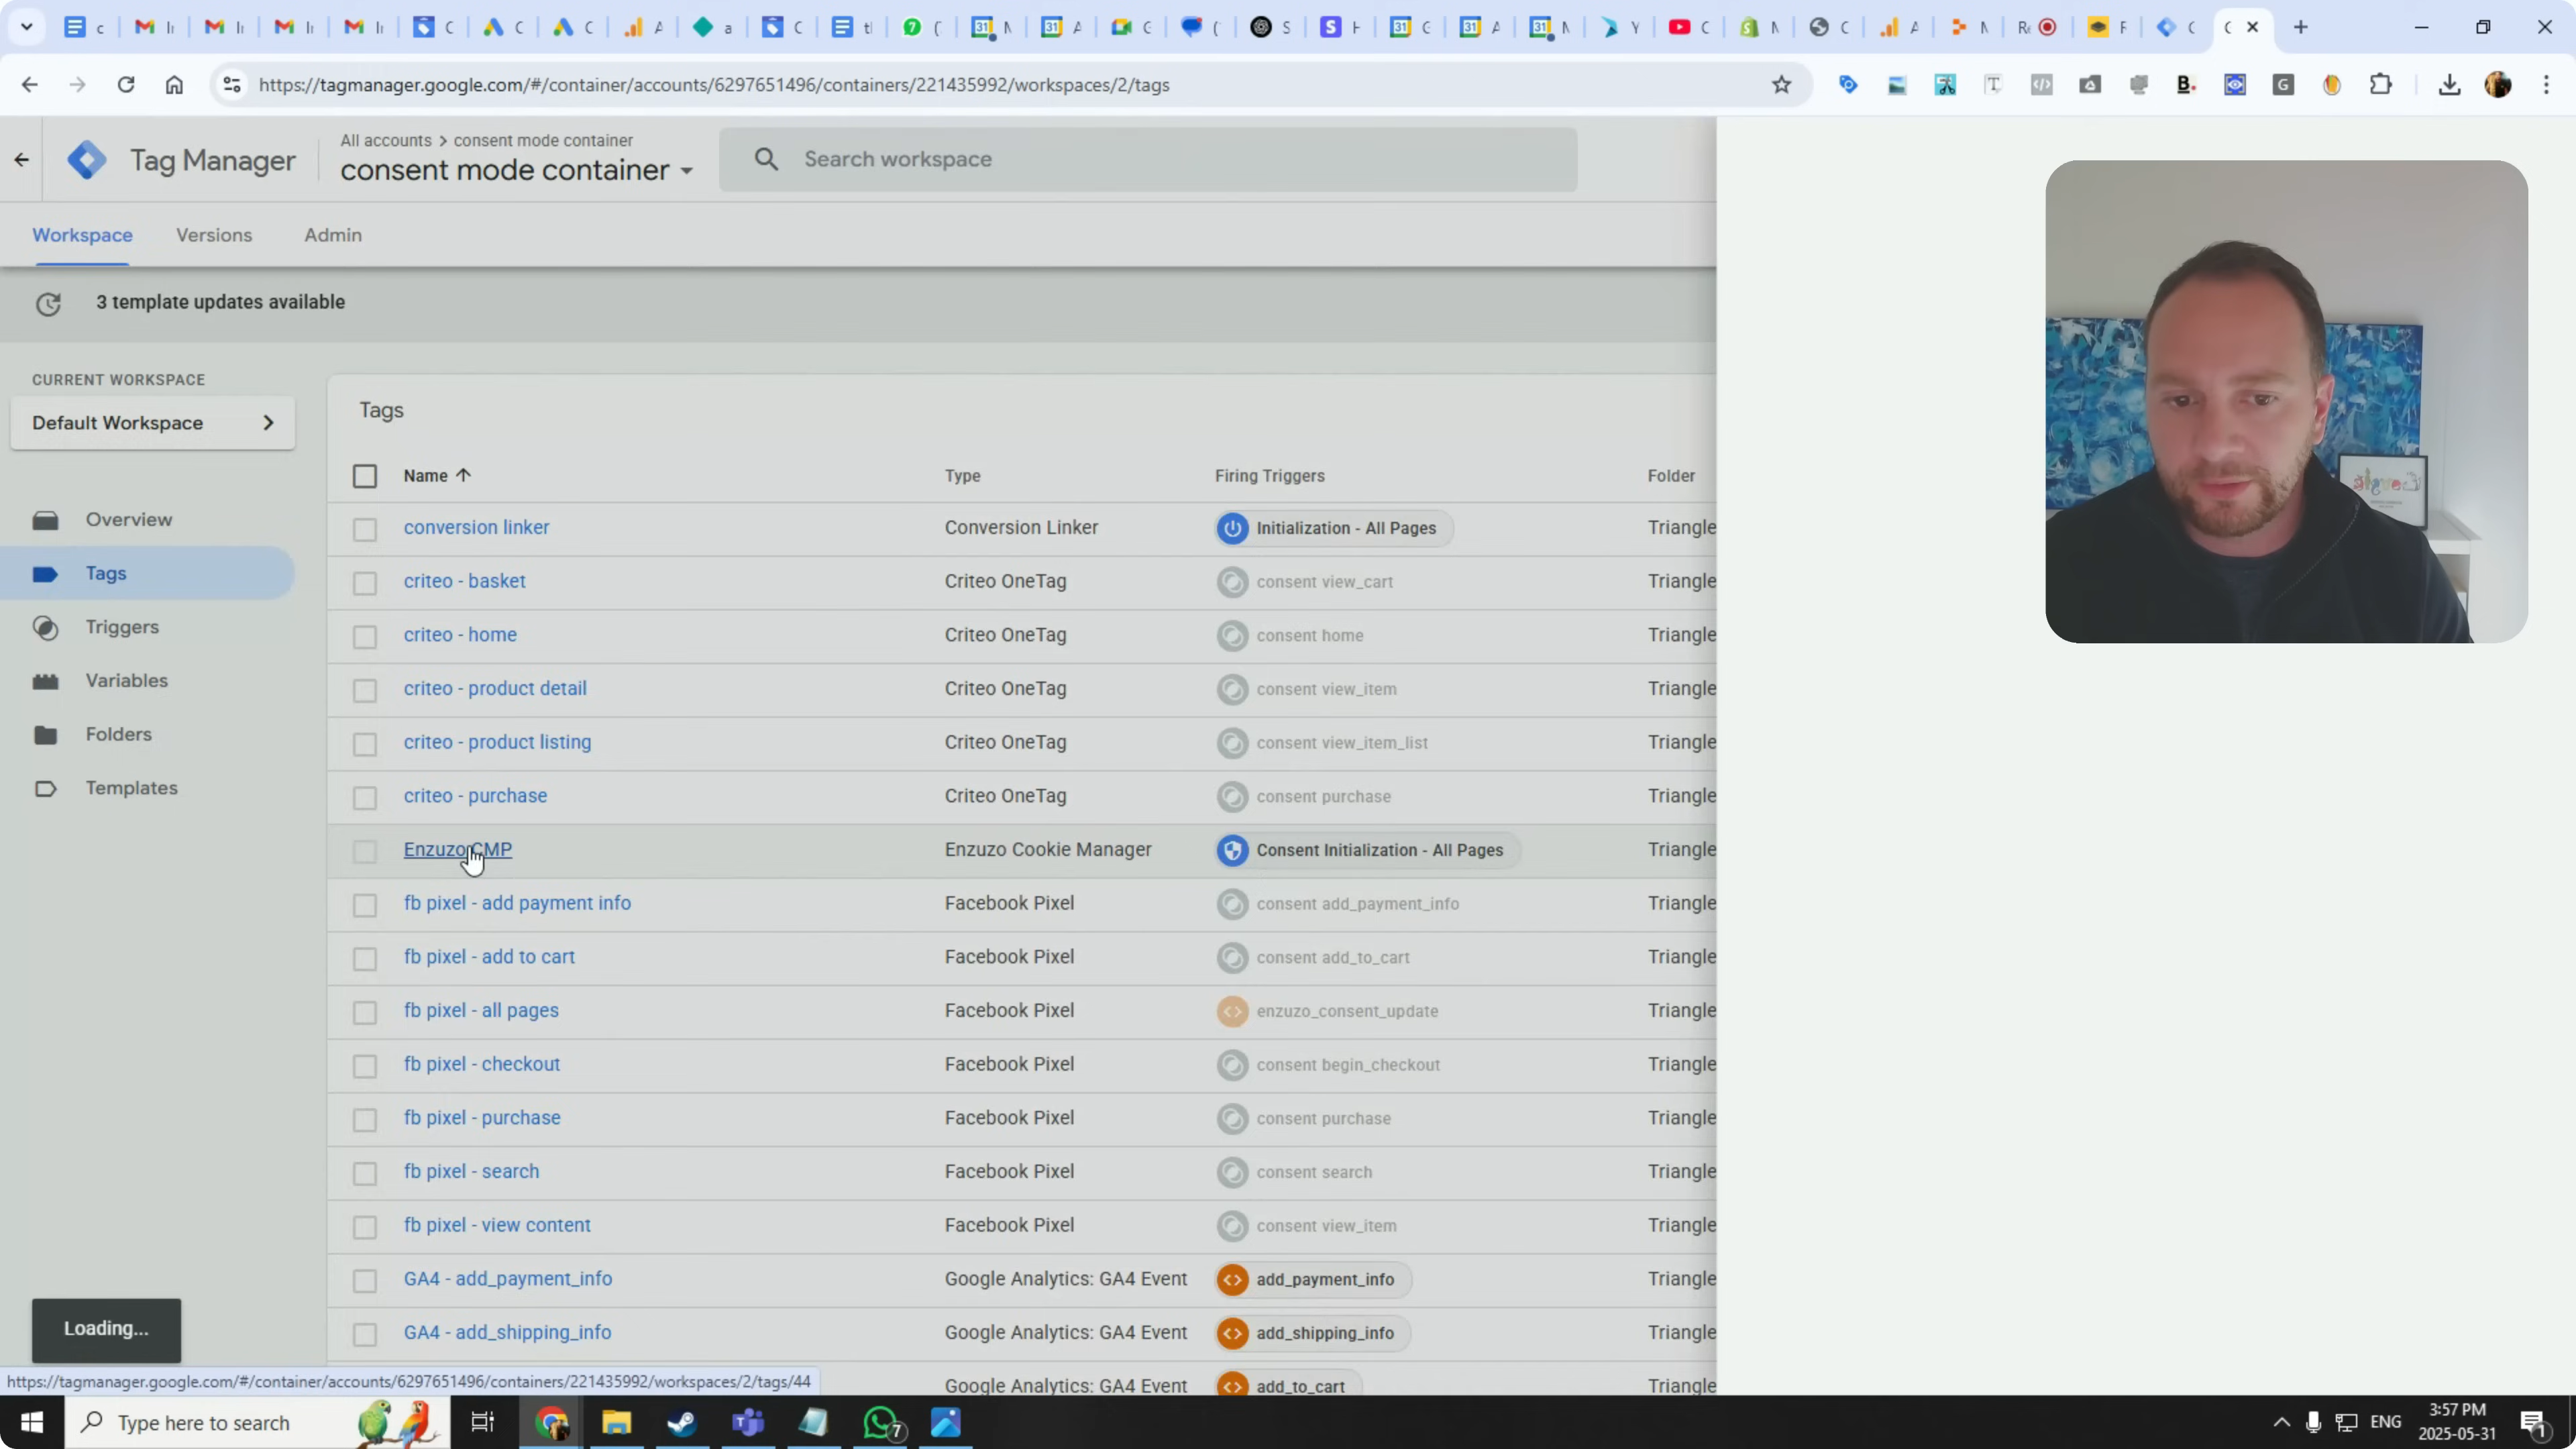 https://tagmanager.google.com/#/container/accounts/6297651496/containers/221435992/workspaces/2/tags
Tag Manager
All accounts > consent mode container
consent mode container
Search workspace
Workspace
Versions
Admin
3 template updates available
CURRENT WORKSPACE
Default Workspace
Overview
Tags
Triggers
Variables
Folders
Templates
Tags
Name Type Firing Triggers Folder
conversion linker Conversion Linker Initialization - All Pages Triangle
criteo - basket Criteo OneTag consent view_cart Triangle
criteo - home Criteo OneTag consent home Triangle
criteo - product detail Criteo OneTag consent view_item Triangle
criteo - product listing Criteo OneTag consent view_item_list Triangle
criteo - purchase Criteo OneTag consent purchase Triangle
Enzuzo CMP Enzuzo Cookie Manager Consent Initialization - All Pages Triangle
fb pixel - add payment info Facebook Pixel consent add_payment_info Triangle
fb pixel - add to cart Facebook Pixel consent add_to_cart Triangle
fb pixel - all pages Facebook Pixel enzuzo_consent_update Triangle
fb pixel - checkout Facebook Pixel consent begin_checkout Triangle
fb pixel - purchase Facebook Pixel consent purchase Triangle
fb pixel - search Facebook Pixel consent search Triangle
fb pixel - view content Facebook Pixel consent view_item Triangle
GA4 - add_payment_info Google Analytics: GA4 Event add_payment_info Triangle
GA4 - add_shipping_info Google Analytics: GA4 Event add_shipping_info Triangle
Google Analytics: GA4 Event add_to_cart Triangle
Loading...
https://tagmanager.google.com/#/container/accounts/6297651496/containers/221435992/workspaces/2/tags/44
Type here to search
7
ENG
3:57 PM
2025-05-31
1